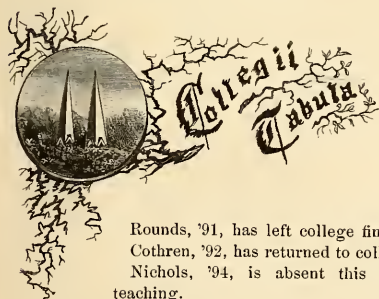 Collegii
Tabula
Rounds, '91, has left college fin
Cothren, '92, has returned to col
Nichols, '94, is absent this
teaching.